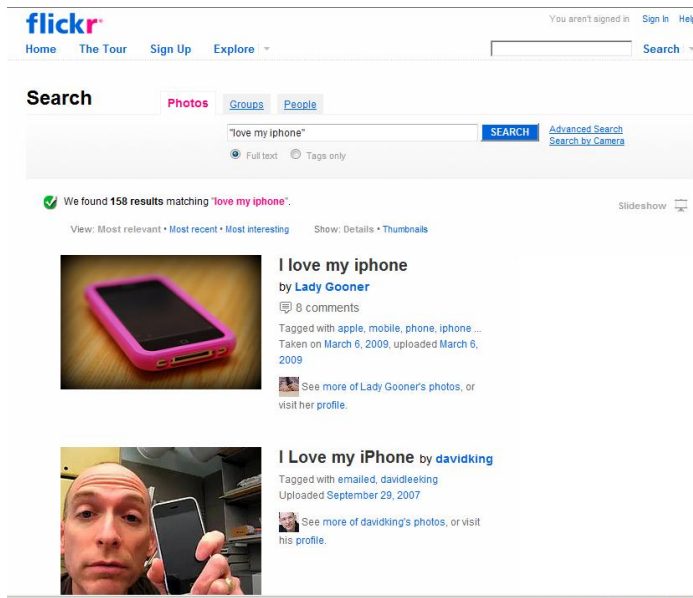 flickr
You aren't signed in Sign In Help
Home The Tour Sign Up Explore
Search
Search
Photos Groups People
"love my iphone" SEARCH Advanced Search
Search by Camera
Full text Tags only
We found 158 results matching "love my iphone".
Slideshow
View: Most relevant • Most recent • Most interesting Show: Details • Thumbnails
I love my iphone
by Lady Gooner
8 comments
Tagged with apple, mobile, phone, iphone ...
Taken on March 6, 2009, uploaded March 6,
2009
See more of Lady Gooner's photos, or
visit her profile.
I Love my iPhone by davidking
Tagged with emailed, davidleeking
Uploaded September 29, 2007
See more of davidking's photos, or visit
his profile.